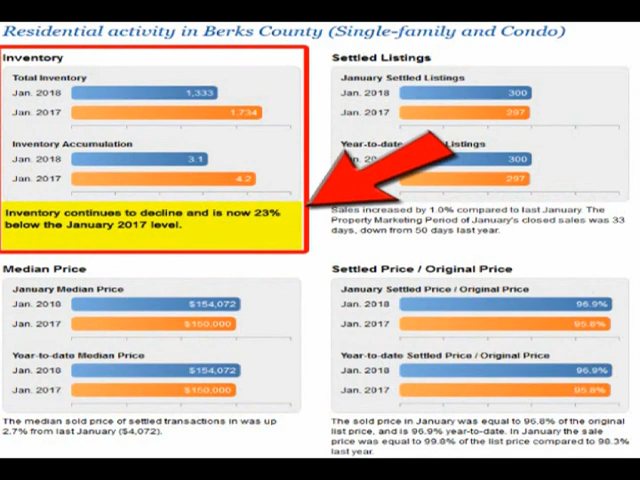 Residential activity in Berks County (Single-family and Condo)
Inventory
Total Inventory
Jan. 2018 1,333
Jan. 2017 1,734
Inventory Accumulation
Jan. 2018 3.1
Jan. 2017 4.2
Inventory continues to decline and is now 23%
below the January 2017 level.
Settled Listings
January Settled Listings
Jan. 2018 300
Jan. 2017 297
Year-to-date Listings
Jan. 2018 300
Jan. 2017 297
Sales increased by 1.0% compared to last January. The
Property Marketing Period of January's closed sales was 33
days, down from 50 days last year.
Median Price
January Median Price
Jan. 2018 $154,072
Jan. 2017 $150,000
Year-to-date Median Price
Jan. 2018 $154,072
Jan. 2017 $150,000
The median sold price of settled transactions in was up
2.7% from last January ($4,072).
Settled Price / Original Price
January Settled Price / Original Price
Jan. 2018 96.9%
Jan. 2017 95.8%
Year-to-date Settled Price / Original Price
Jan. 2018 96.9%
Jan. 2017 95.8%
The sold price in January was equal to 96.8% of the original
list price, and is 96.9% year-to-date. In January the sale
price was equal to 99.8% of the list price compared to 98.3%
last year.